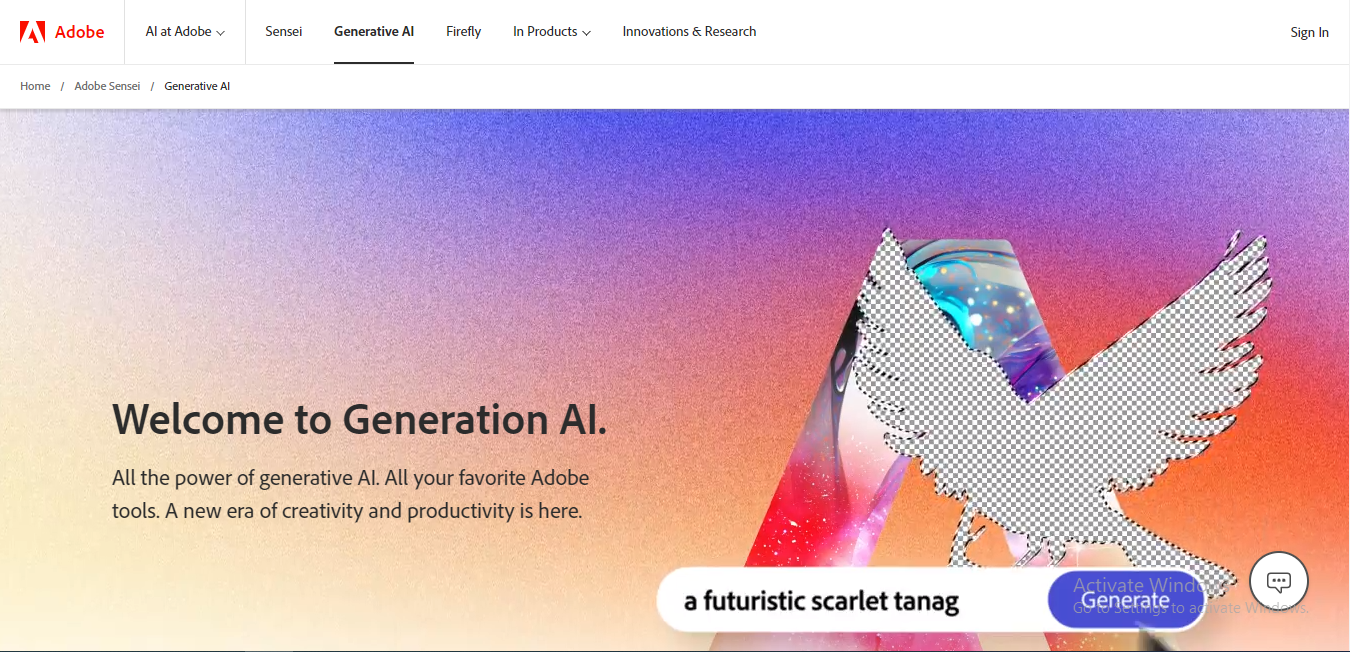 Adobe
AI at Adobe
Sensei
Generative AI
Firefly
In Products
Innovations & Research
Sign In
Home / Adobe Sensei / Generative AI
Welcome to Generation AI.
All the power of generative AI. All your favorite Adobe
tools. A new era of creativity and productivity is here.
a futuristic scarlet tanag
Generate
Activate Windows
Go to Settings to activate Windows.